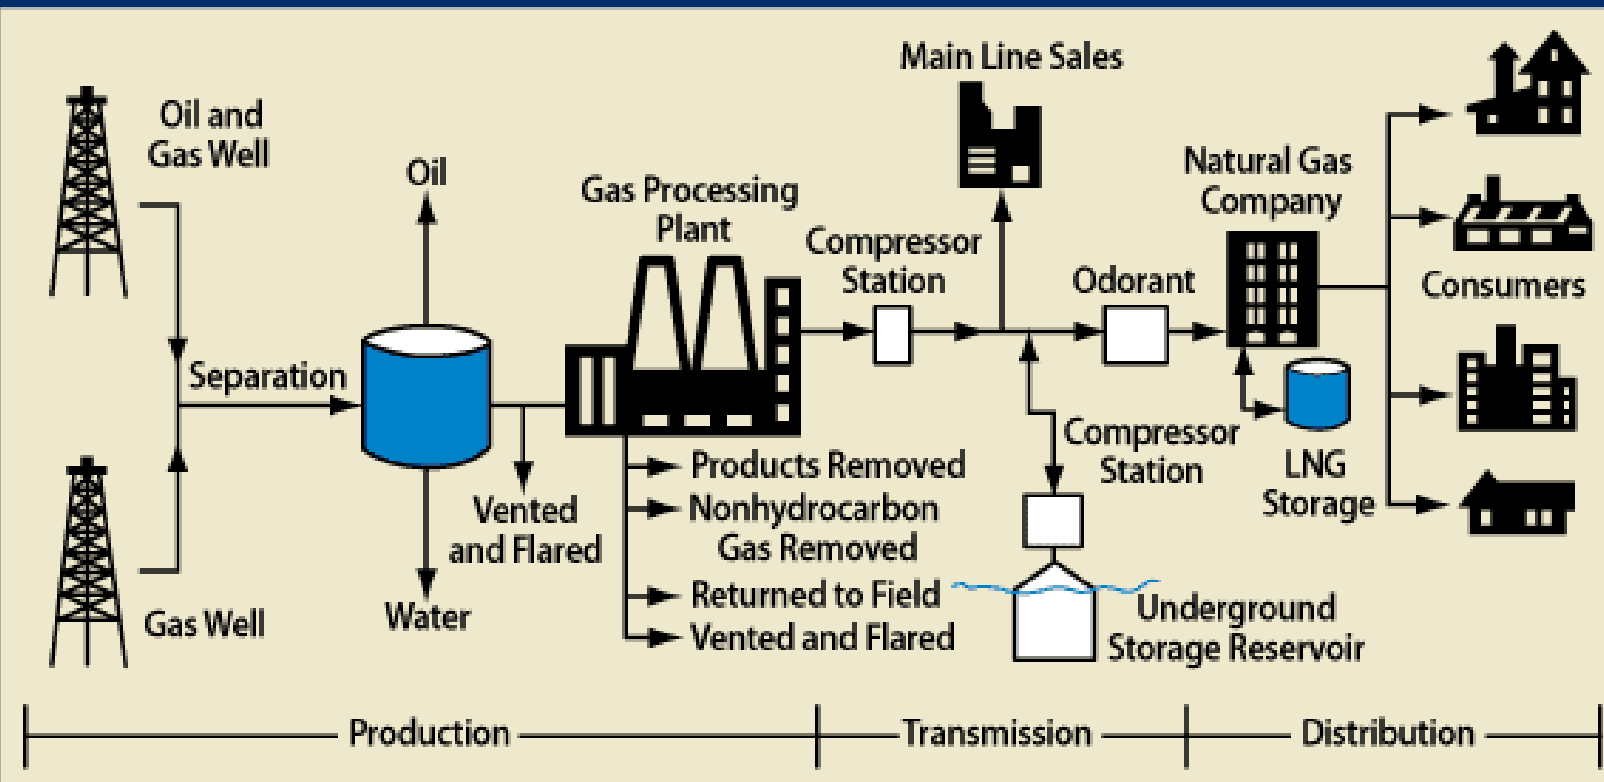 Oil and
Gas Well
Gas Well
Separation
Oil
Water
Vented
and Flared
Gas Processing
Plant
Products Removed
Nonhydrocarbon
Gas Removed
Returned to Field
Vented and Flared
Compressor
Station
Main Line Sales
Compressor
Station
Underground
Storage Reservoir
Odorant
Natural Gas
Company
LNG
Storage
Consumers
Production
Transmission
Distribution